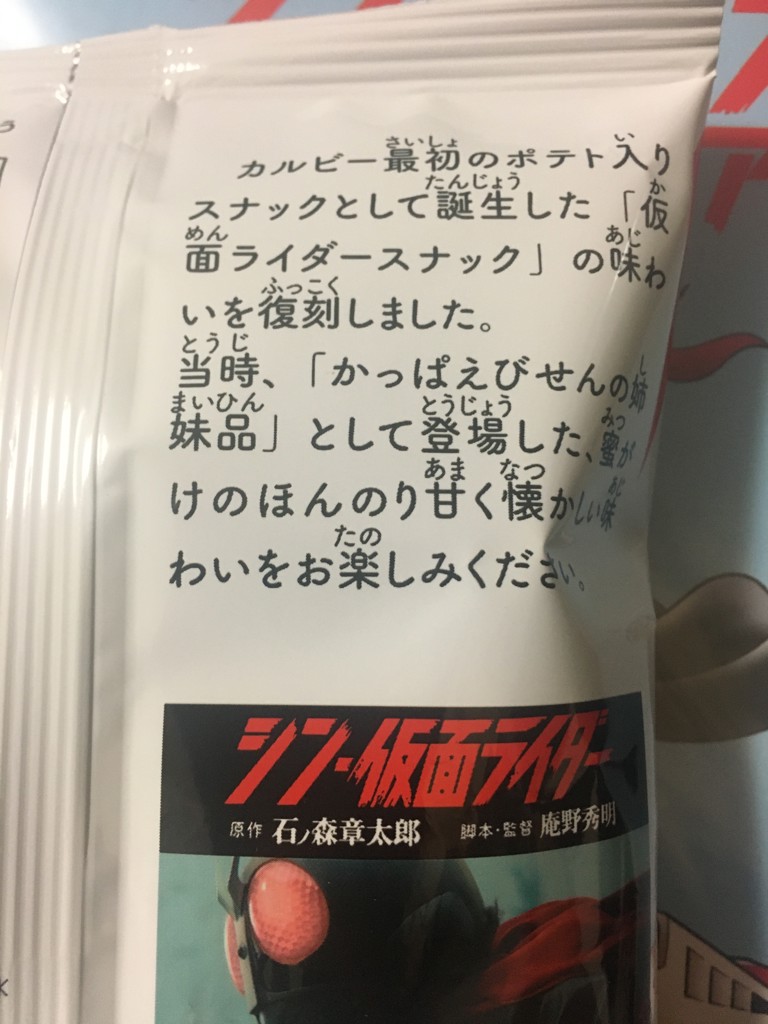 カルビー最初のポテト入り
スナックとして誕生した「仮
面ライダースナック」の味わ
いを復刻しました。
当時、「かっぱえびせんの姉
妹品」として登場した、蜜が
けのほんのり甘く懐かしい味
わいをお楽しみください。
シン・仮面ライダー
原作 石ノ森章太郎 脚本・監督 庵野秀明